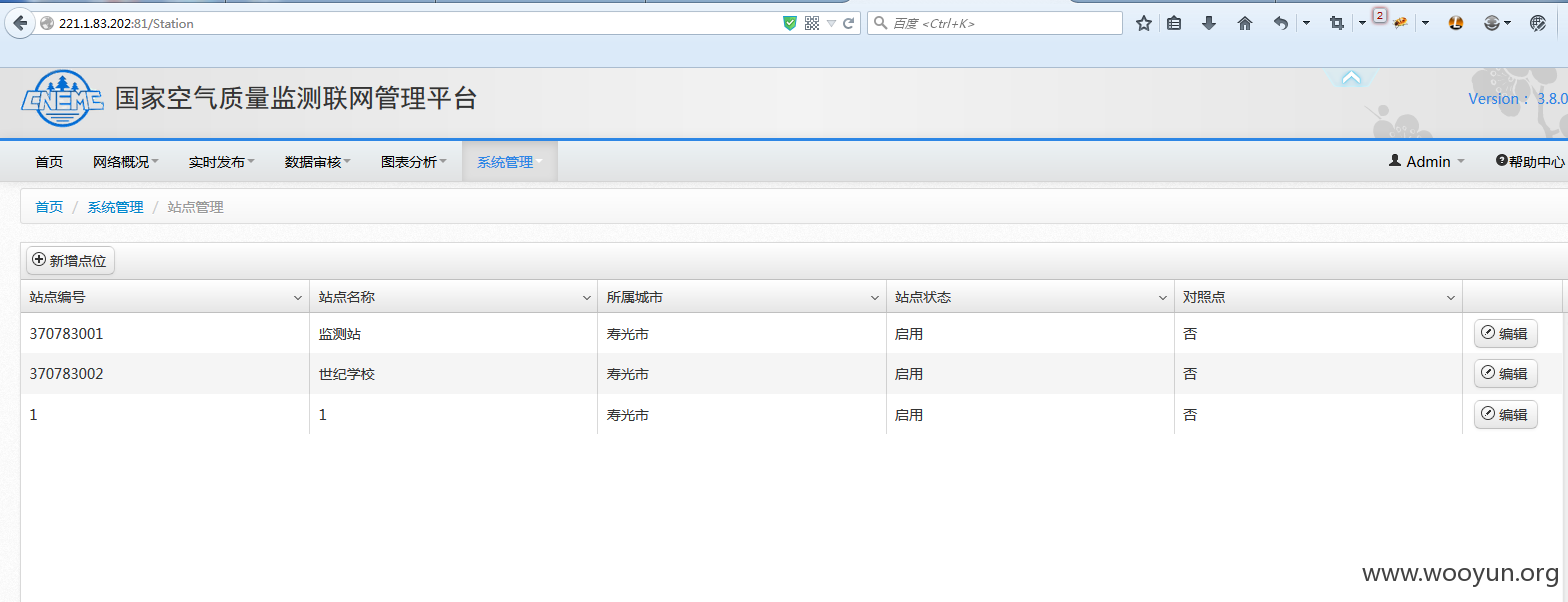 221.1.83.202:81/Station
百度 <Ctrl+K>
2
CNEMC 国家空气质量监测联网管理平台
Version : 3.8.0
首页 网络概况 实时发布 数据审核 图表分析 系统管理 Admin 帮助中心
首页 / 系统管理 / 站点管理
新增点位
站点编号 站点名称 所属城市 站点状态 对照点
370783001 监测站 寿光市 启用 否 编辑
370783002 世纪学校 寿光市 启用 否 编辑
1 1 寿光市 启用 否 编辑
www.wooyun.org